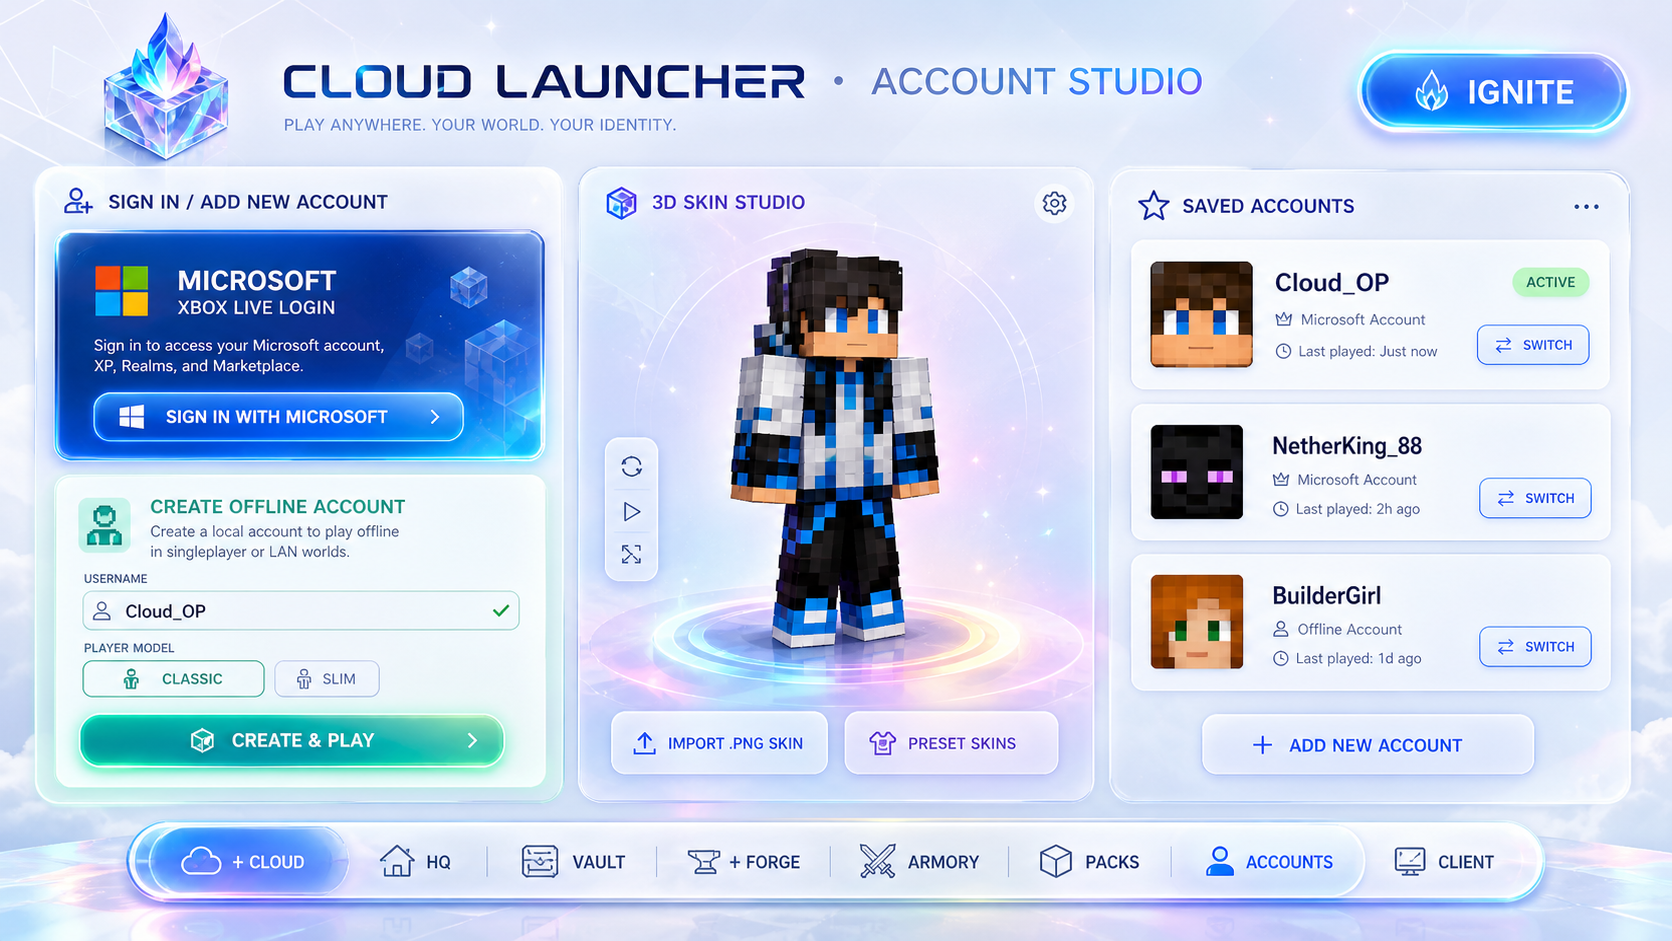 CLOUD LAUNCHER • ACCOUNT STUDIO
PLAY ANYWHERE. YOUR WORLD. YOUR IDENTITY.
IGNITE
SIGN IN / ADD NEW ACCOUNT
MICROSOFT
XBOX LIVE LOGIN
Sign in to access your Microsoft account,
XP, Realms, and Marketplace.
SIGN IN WITH MICROSOFT
CREATE OFFLINE ACCOUNT
Create a local account to play offline
in singleplayer or LAN worlds.
USERNAME
Cloud_OP
PLAYER MODEL
CLASSIC
SLIM
CREATE & PLAY
3D SKIN STUDIO
IMPORT .PNG SKIN
PRESET SKINS
SAVED ACCOUNTS
Cloud_OP
ACTIVE
Microsoft Account
Last played: Just now
SWITCH
NetherKing_88
Microsoft Account
Last played: 2h ago
SWITCH
BuilderGirl
Offline Account
Last played: 1d ago
SWITCH
+ ADD NEW ACCOUNT
+ CLOUD
HQ
VAULT
+ FORGE
ARMORY
PACKS
ACCOUNTS
CLIENT